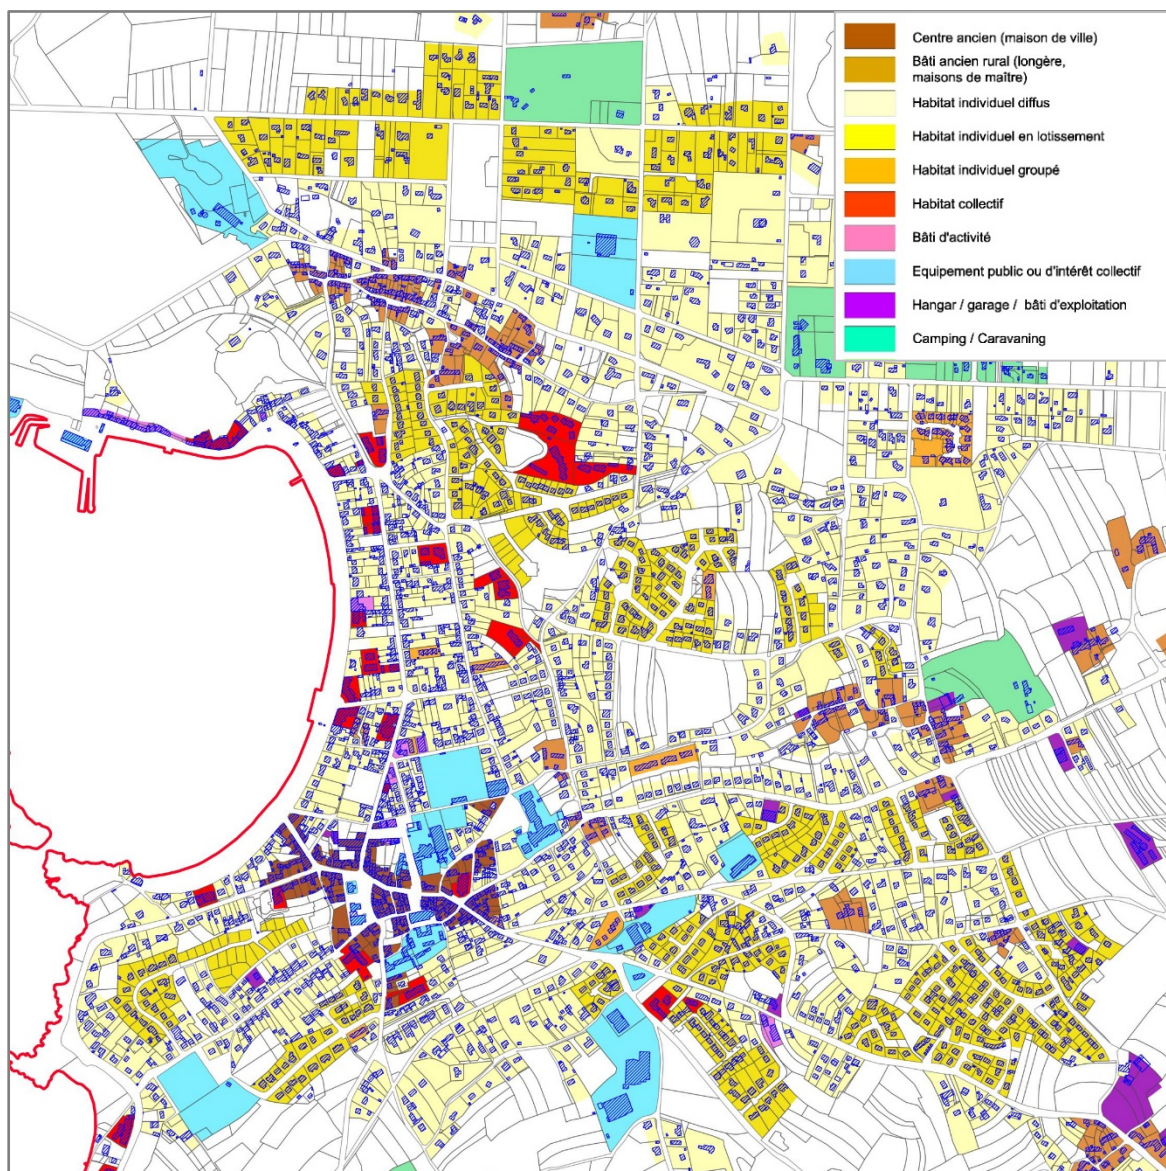 Centre ancien (maison de ville)
Bâti ancien rural (longère,
maisons de maître)
Habitat individuel diffus
Habitat individuel en lotissement
Habitat individuel groupé
Habitat collectif
Bâti d'activité
Equipement public ou d'intérêt collectif
Hangar / garage / bâti d'exploitation
Camping / Caravaning